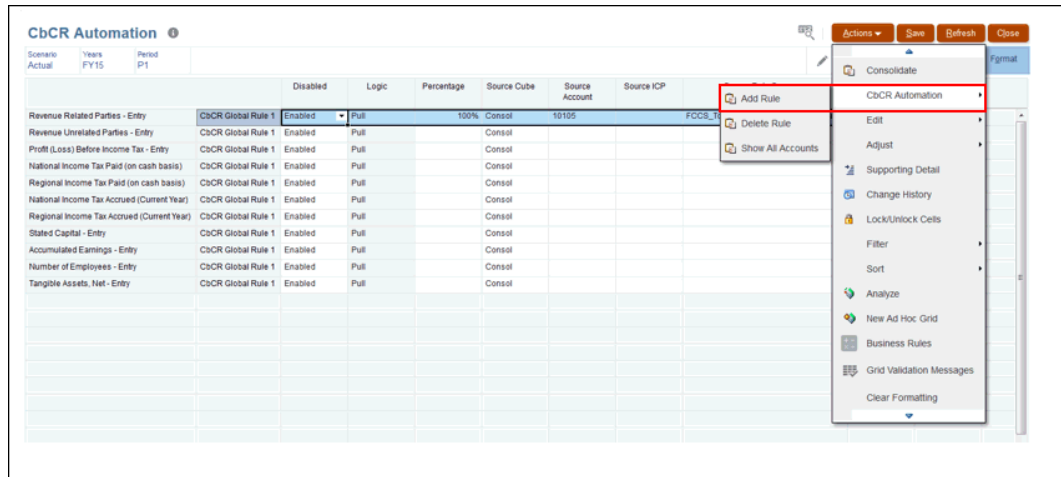 CbCR Automation
Actions Save Refresh Close
Scenario Years Period
Actual FY15 P1
Format
Disabled Logic Percentage Source Cube Source Account Source ICP
Revenue Related Parties - Entry CbCR Global Rule 1 Enabled Pull 100% Consol 10105
Revenue Unrelated Parties - Entry CbCR Global Rule 1 Enabled Pull Consol
Profit (Loss) Before Income Tax - Entry CbCR Global Rule 1 Enabled Pull Consol
National Income Tax Paid (on cash basis) CbCR Global Rule 1 Enabled Pull Consol
Regional Income Tax Paid (on cash basis) CbCR Global Rule 1 Enabled Pull Consol
National Income Tax Accrued (Current Year) CbCR Global Rule 1 Enabled Pull Consol
Regional Income Tax Accrued (Current Year) CbCR Global Rule 1 Enabled Pull Consol
Stated Capital - Entry CbCR Global Rule 1 Enabled Pull Consol
Accumulated Earnings - Entry CbCR Global Rule 1 Enabled Pull Consol
Number of Employees - Entry CbCR Global Rule 1 Enabled Pull Consol
Tangible Assets, Net - Entry CbCR Global Rule 1 Enabled Pull Consol
Add Rule
Delete Rule
Show All Accounts
Consolidate
CbCR Automation
Edit
Adjust
Supporting Detail
Change History
Lock/Unlock Cells
Filter
Sort
Analyze
New Ad Hoc Grid
Business Rules
Grid Validation Messages
Clear Formatting